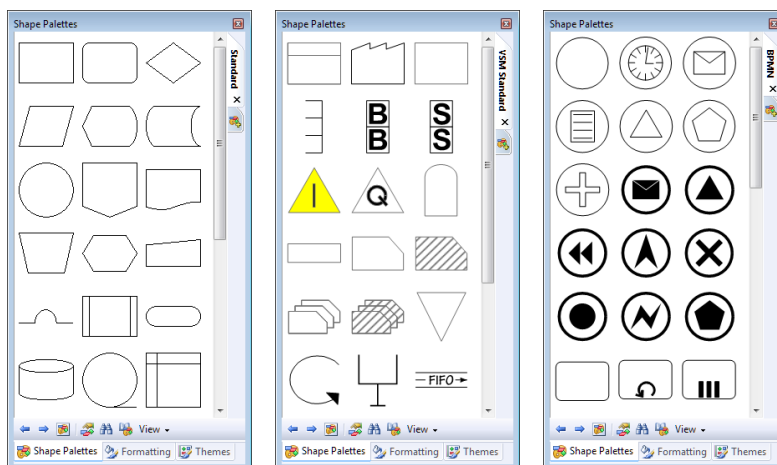 Shape Palettes
Standard
View
Shape Palettes
Formatting
Themes
Shape Palettes
VSM Standard
B
B
S
S
I
Q
FIFO
View
Shape Palettes
Formatting
Themes
Shape Palettes
BPMN
View
Shape Palettes
Formatting
Themes